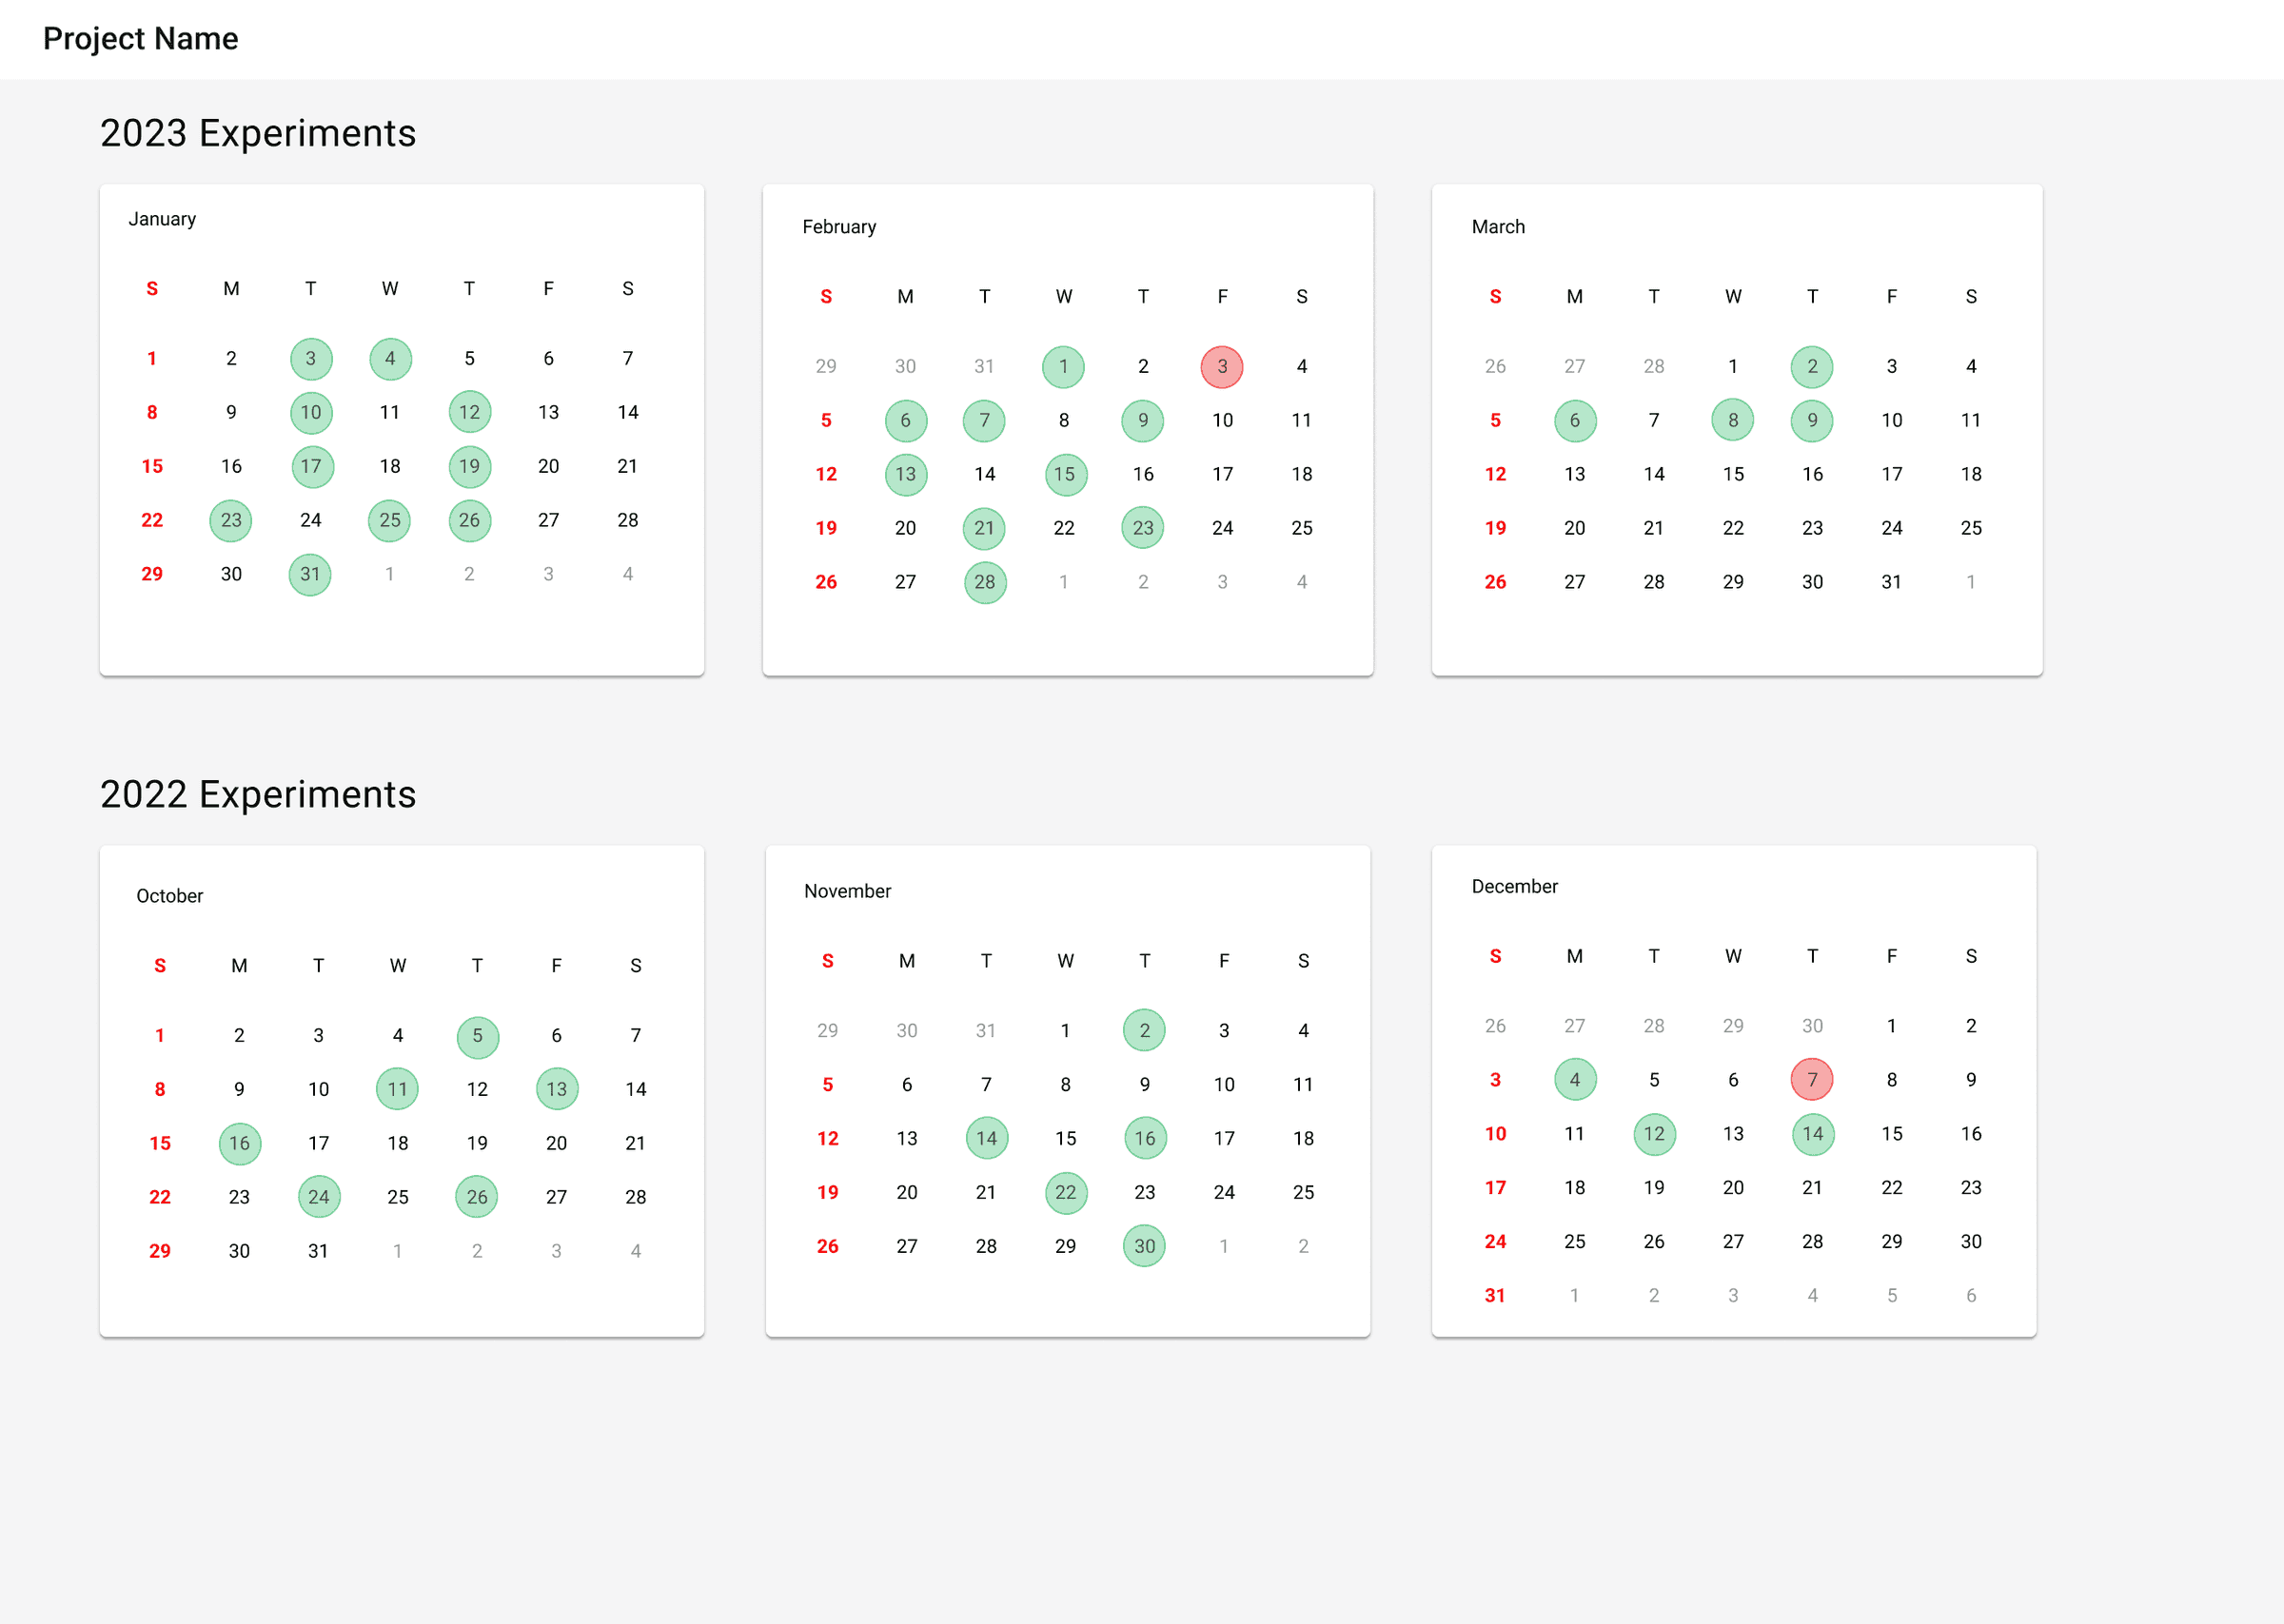 Project Name
2023 Experiments
January
S M T W T F S
1 2 3 4 5 6 7
8 9 10 11 12 13 14
15 16 17 18 19 20 21
22 23 24 25 26 27 28
29 30 31 1 2 3 4
February
S M T W T F S
29 30 31 1 2 3 4
5 6 7 8 9 10 11
12 13 14 15 16 17 18
19 20 21 22 23 24 25
26 27 28 1 2 3 4
March
S M T W T F S
26 27 28 1 2 3 4
5 6 7 8 9 10 11
12 13 14 15 16 17 18
19 20 21 22 23 24 25
26 27 28 29 30 31 1
2022 Experiments
October
S M T W T F S
1 2 3 4 5 6 7
8 9 10 11 12 13 14
15 16 17 18 19 20 21
22 23 24 25 26 27 28
29 30 31 1 2 3 4
November
S M T W T F S
29 30 31 1 2 3 4
5 6 7 8 9 10 11
12 13 14 15 16 17 18
19 20 21 22 23 24 25
26 27 28 29 30 1 2
December
S M T W T F S
26 27 28 29 30 1 2
3 4 5 6 7 8 9
10 11 12 13 14 15 16
17 18 19 20 21 22 23
24 25 26 27 28 29 30
31 1 2 3 4 5 6